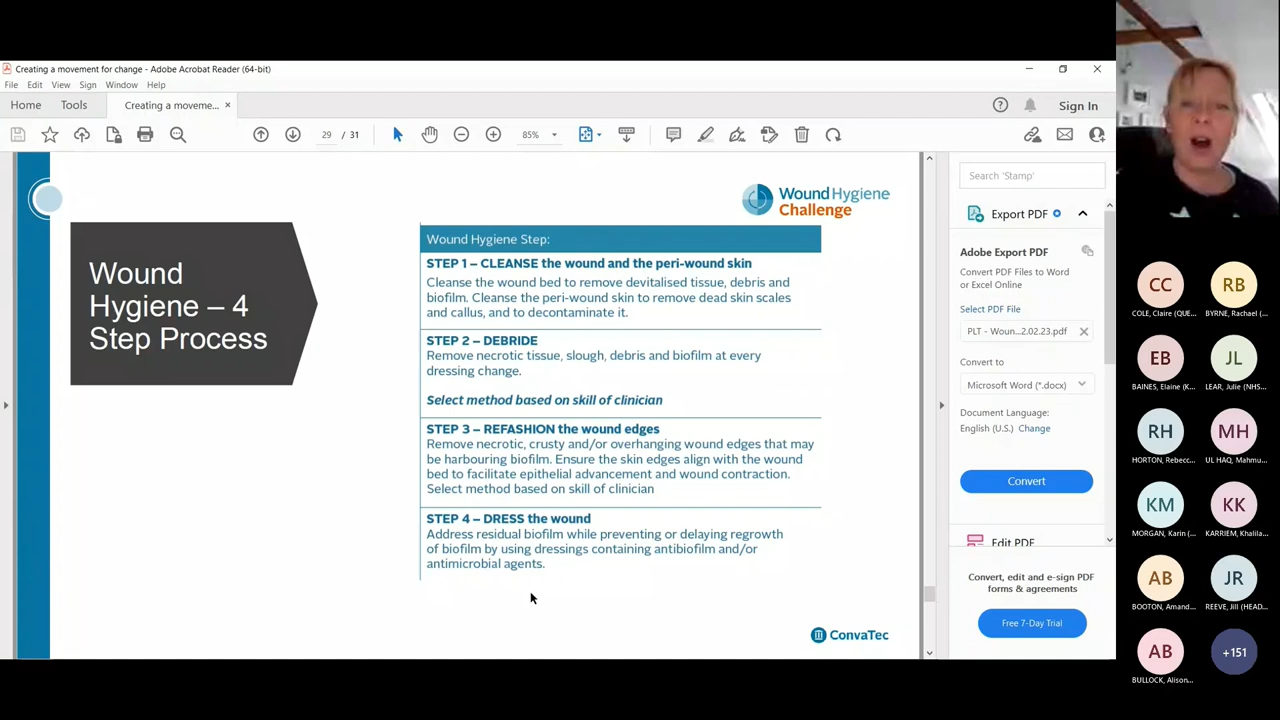 Creating a movement for change - Adobe Acrobat Reader (64-bit)
File Edit View Sign Window Help
Home Tools Creating a moveme... ×
Sign In
29 / 31
85%
Wound
Hygiene – 4
Step Process
WoundHygiene
Challenge
Wound Hygiene Step:
STEP 1 – CLEANSE the wound and the peri-wound skin
Cleanse the wound bed to remove devitalised tissue, debris and
biofilm. Cleanse the peri-wound skin to remove dead skin scales
and callus, and to decontaminate it.
STEP 2 – DEBRIDE
Remove necrotic tissue, slough, debris and biofilm at every
dressing change.
Select method based on skill of clinician
STEP 3 – REFASHION the wound edges
Remove necrotic, crusty and/or overhanging wound edges that may
be harbouring biofilm. Ensure the skin edges align with the wound
bed to facilitate epithelial advancement and wound contraction.
Select method based on skill of clinician
STEP 4 – DRESS the wound
Address residual biofilm while preventing or delaying regrowth
of biofilm by using dressings containing antibiofilm and/or
antimicrobial agents.
ConvaTec
Search 'Stamp'
Export PDF
Adobe Export PDF
Convert PDF Files to Word
or Excel Online
Select PDF File
PLT - Woun...2.02.23.pdf
Convert to
Microsoft Word (*.docx)
Document Language:
English (U.S.) Change
Convert
Edit PDF
Convert, edit and e-sign PDF
forms & agreements
Free 7-Day Trial
CC RB
COLE, Claire (QUE... BYRNE, Rachael (...
EB JL
BAINES, Elaine (K... LEAR, Julie (NHS...
RH MH
HORTON, Rebecc... UL HAQ, Mahmu...
KM KK
MORGAN, Karin (... KARRIEM, Khalila...
AB JR
BOOTON, Amand... REEVE, Jill (HEAD...
AB +151
BULLOCK, Alison...